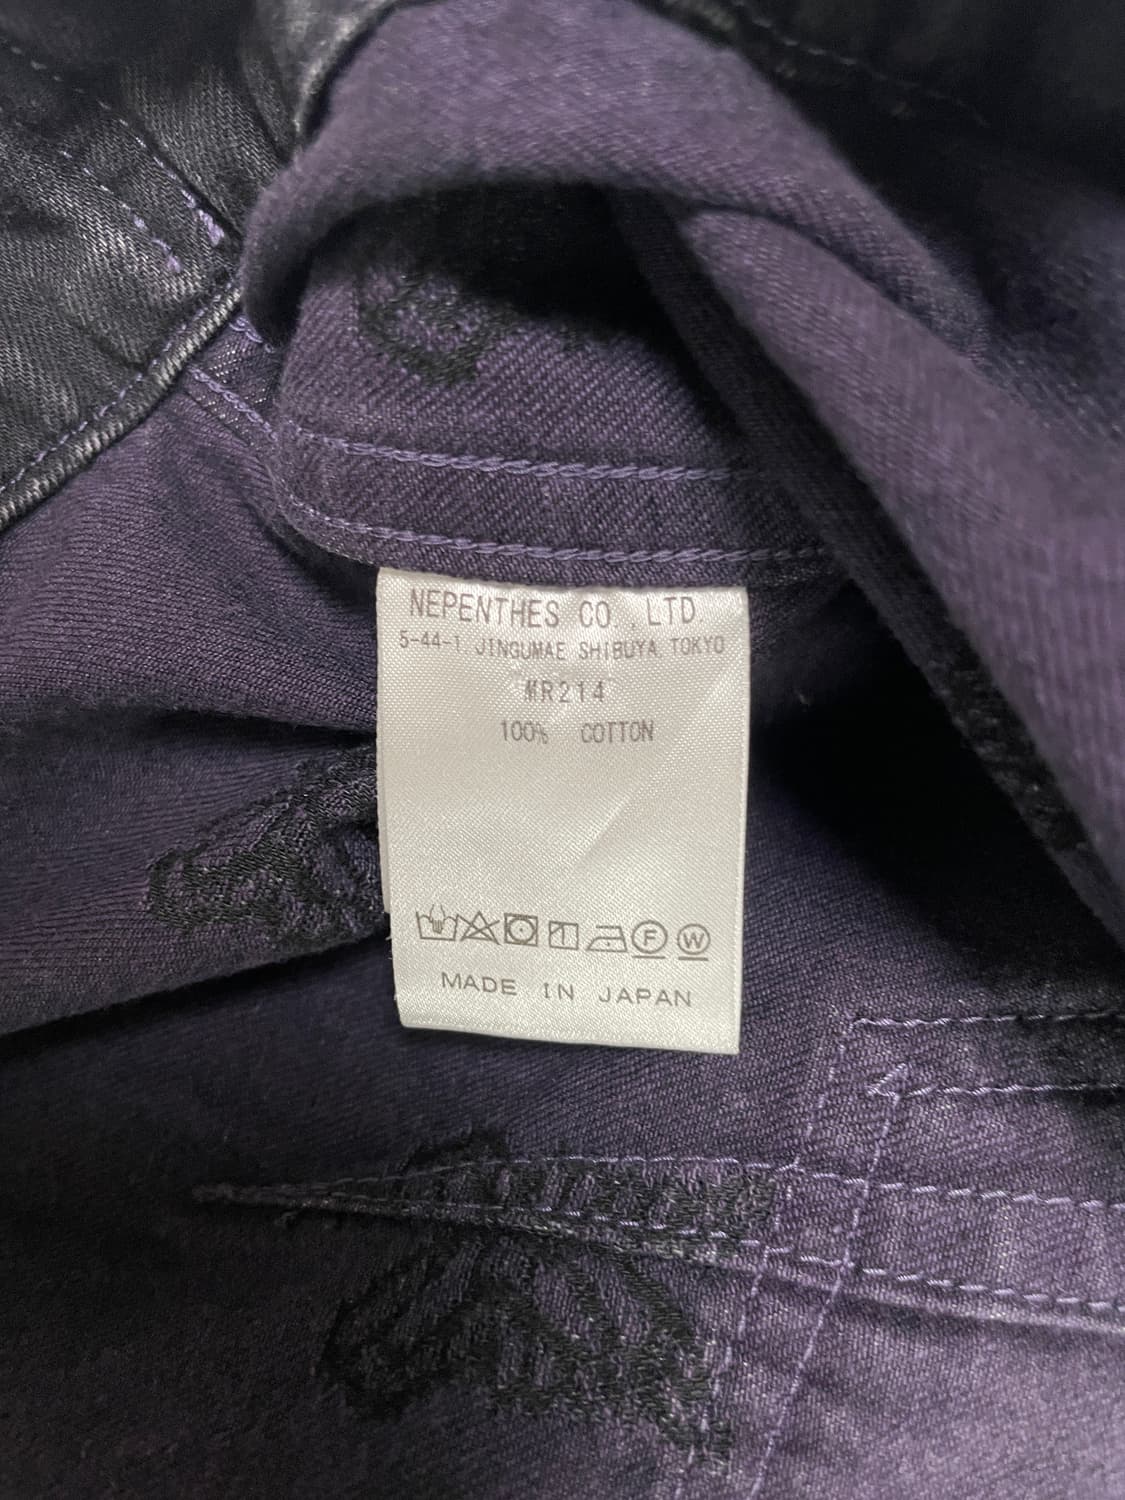 NEPENTHES CO., LTD.
5-44-1, JINGUMAE SHIBUYA, TOKYO
MR214
100% COTTON
F W
MADE IN JAPAN